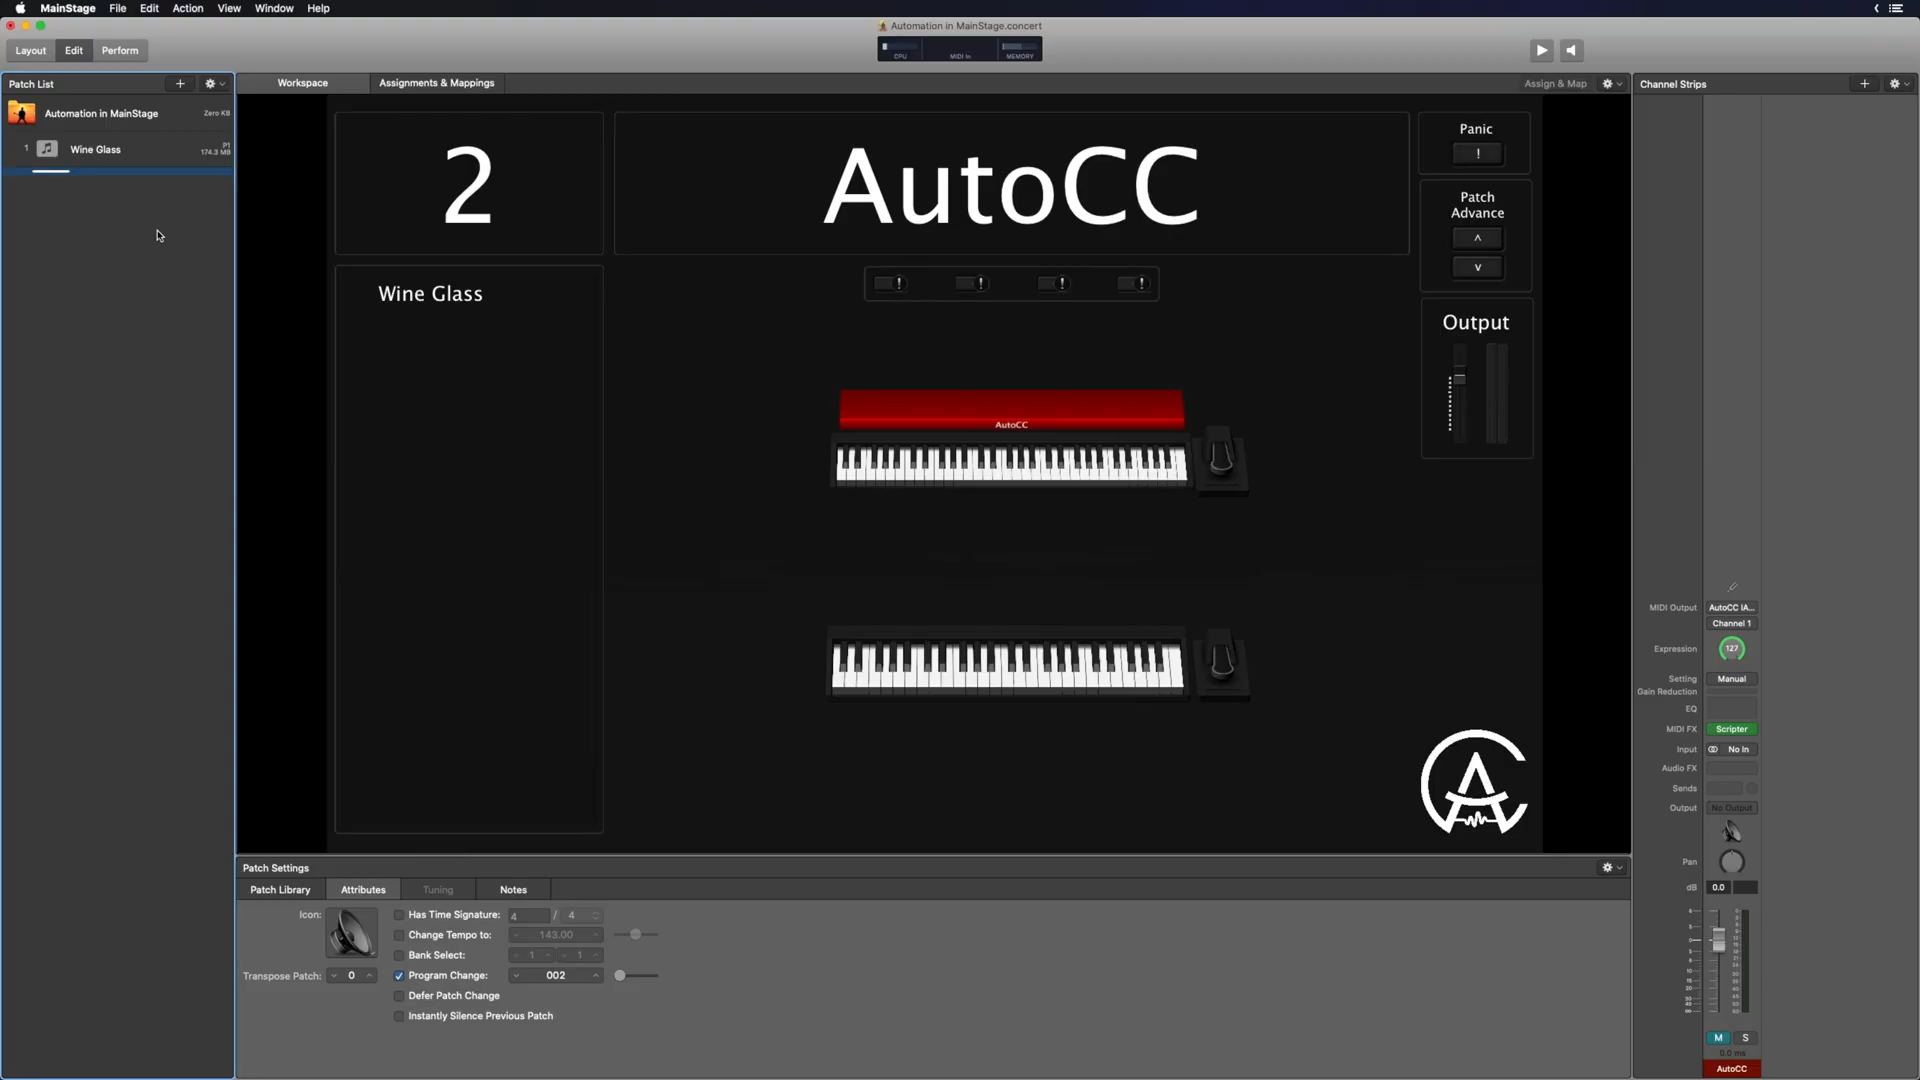 MainStage File Edit Action View Window Help
Automation in MainStage.concert
Layout Edit Perform
CPU MIDI In MEMORY
Patch List
Workspace Assignments & Mappings Assign & Map
Channel Strips
Automation in MainStage Zero KB
1 Wine Glass P1
174.3 MB
2
AutoCC
Panic
!
Patch
Advance
^
v
Wine Glass
! ! ! !
Output
AutoCC
MIDI Output AutoCC IA...
Channel 1
Expression 127
Setting Manual
Gain Reduction
EQ
MIDI FX Scripter
Input No In
Audio FX
Sends
Output No Output
Pan
dB 0.0
M S
0.0 ms
AutoCC
Patch Settings
Patch Library Attributes Tuning Notes
Icon:
Has Time Signature: 4 / 4
Change Tempo to: 143.00
Bank Select: 1 1
Transpose Patch: 0
Program Change: 002
Defer Patch Change
Instantly Silence Previous Patch